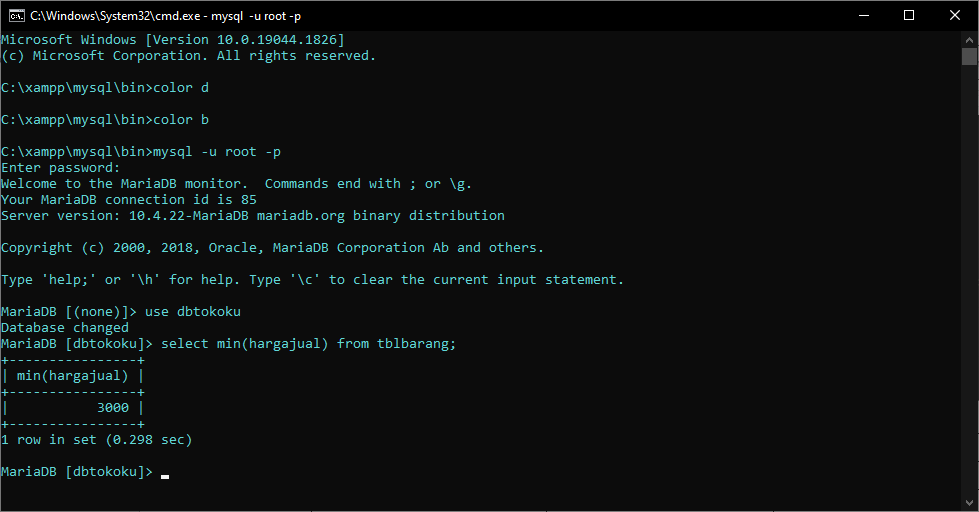 C:\Windows\System32\cmd.exe - mysql  -u root -p
Microsoft Windows [Version 10.0.19044.1826]
(c) Microsoft Corporation. All rights reserved.
C:\xampp\mysql\bin>color d
C:\xampp\mysql\bin>color b
C:\xampp\mysql\bin>mysql -u root -p
Enter password:
Welcome to the MariaDB monitor.  Commands end with ; or \g.
Your MariaDB connection id is 85
Server version: 10.4.22-MariaDB mariadb.org binary distribution
Copyright (c) 2000, 2018, Oracle, MariaDB Corporation Ab and others.
Type 'help;' or '\h' for help. Type '\c' to clear the current input statement.
MariaDB [(none)]> use dbtokoku
Database changed
MariaDB [dbtokoku]> select min(hargajual) from tblbarang;
+----------------+
| min(hargajual) |
+----------------+
|           3000 |
+----------------+
1 row in set (0.298 sec)
MariaDB [dbtokoku]>